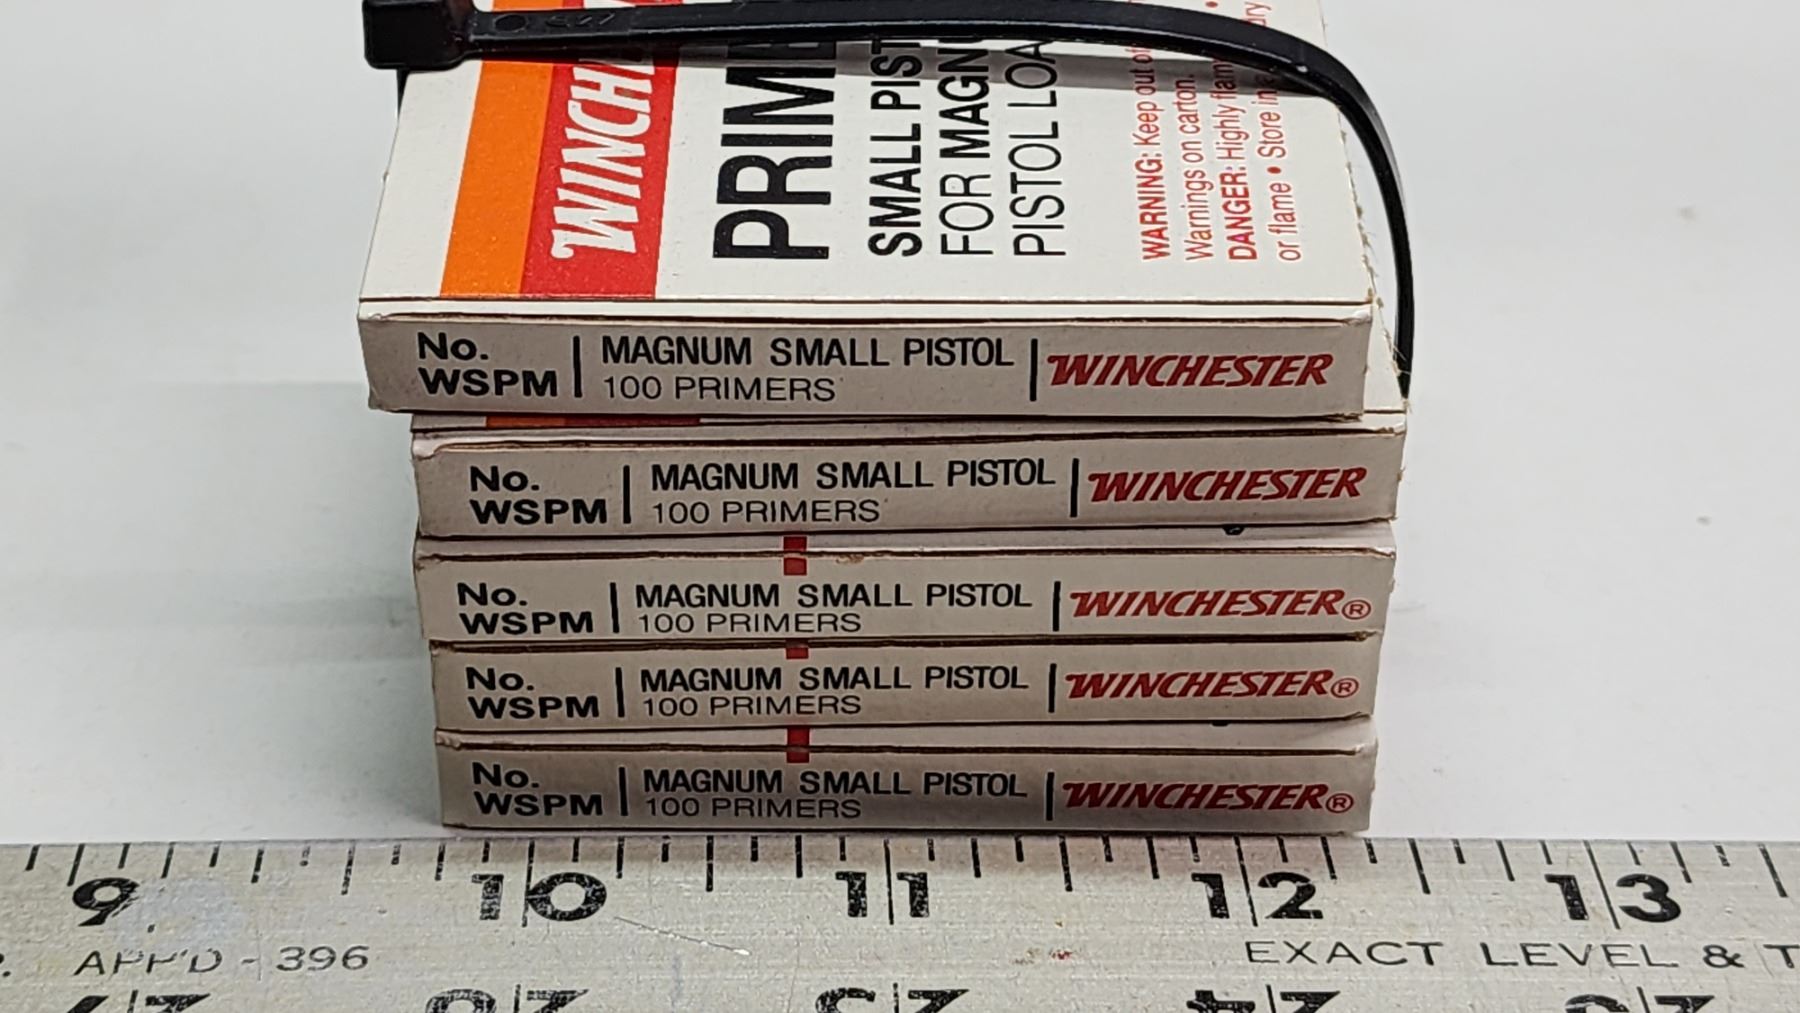 WINCH
PRIME
SMALL PIST
FOR MAGN
PISTOL LOA
WARNING: Keep out of
Warnings on carton.
DANGER: Highly flam
or flame • Store in
No.
WSPM
MAGNUM SMALL PISTOL
100 PRIMERS
WINCHESTER
No.
WSPM
MAGNUM SMALL PISTOL
100 PRIMERS
WINCHESTER
No.
WSPM
MAGNUM SMALL PISTOL
100 PRIMERS
WINCHESTER®
No.
WSPM
MAGNUM SMALL PISTOL
100 PRIMERS
WINCHESTER®
No.
WSPM
MAGNUM SMALL PISTOL
100 PRIMERS
WINCHESTER®
9 10 11 12 13
APP'D - 396
EXACT LEVEL & T